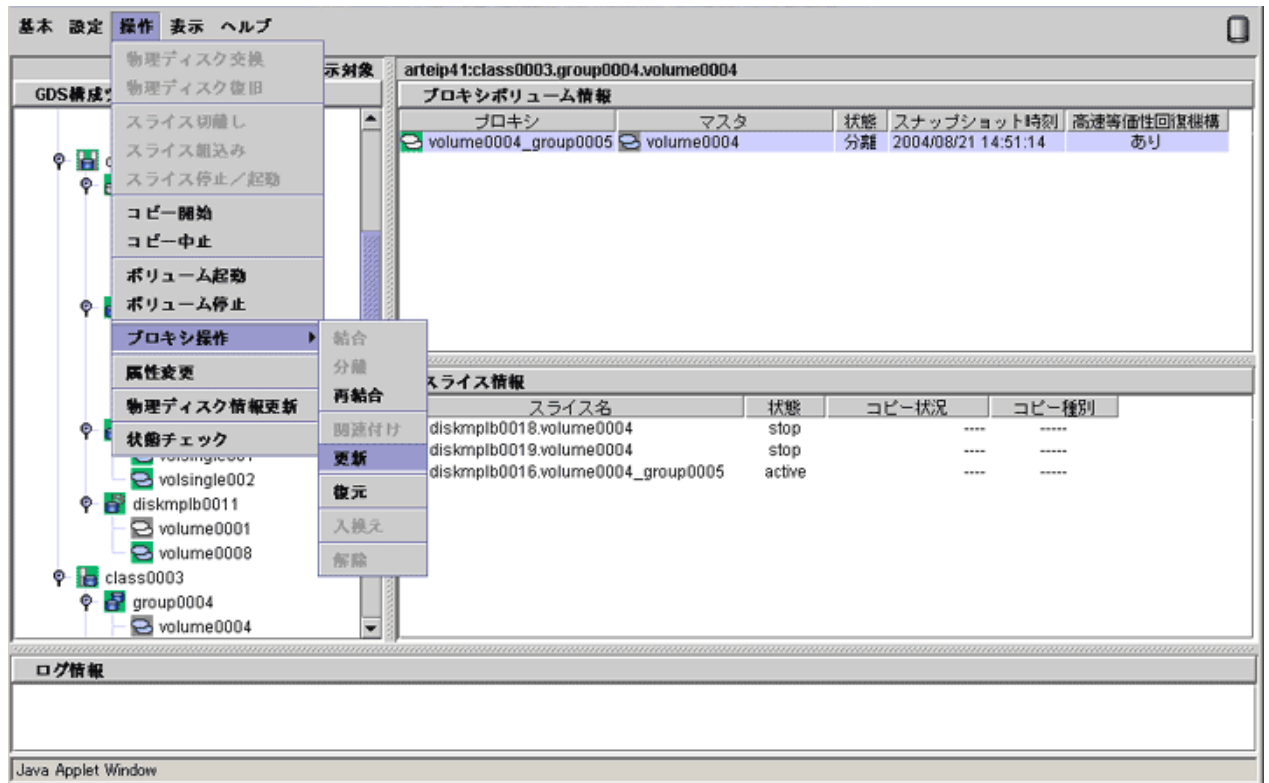 基本 設定 操作 表示 ヘルプ
物理ディスク交換
物理ディスク復旧
スライス切離し
スライス組込み
スライス停止／起動
コピー開始
コピー中止
ボリューム起動
ボリューム停止
プロキシ操作
属性変更
物理ディスク情報更新
状態チェック
結合
分離
再結合
関連付け
更新
復元
入換え
解除
示対象
GDS構成
volsingle002
diskmplb0011
volume0001
volume0008
class0003
group0004
volume0004
arteip41:class0003.group0004.volume0004
プロキシボリューム情報
プロキシ マスタ 状態 スナップショット時刻 高速等価性回復機構
volume0004_group0005 volume0004 分離 2004/08/21 14:51:14 あり
スライス情報
スライス名 状態 コピー状況 コピー種別
diskmplb0018.volume0004 stop ---- -----
diskmplb0019.volume0004 stop ---- -----
diskmplb0016.volume0004_group0005 active ---- -----
ログ情報
Java Applet Window